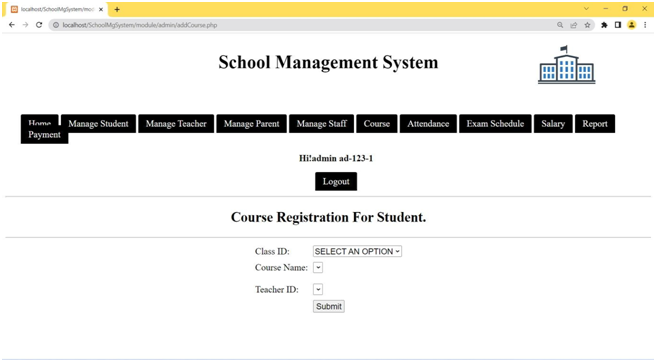 localhost/SchoolMgSystem/mod
localhost/SchoolMgSystem/module/admin/addCourse.php
School Management System
Home Manage Student Manage Teacher Manage Parent Manage Staff Course Attendance Exam Schedule Salary Report
Payment
Hi!admin ad-123-1
Logout
Course Registration For Student.
Class ID: SELECT AN OPTION
Course Name:
Teacher ID:
Submit